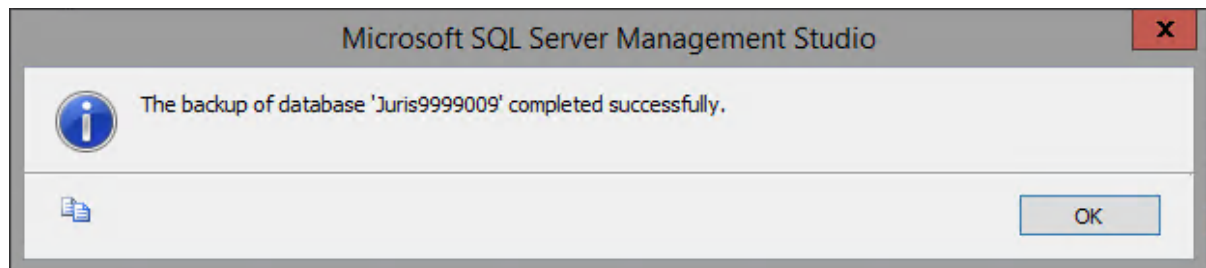 Microsoft SQL Server Management Studio
x
The backup of database 'Juris9999009' completed successfully.
OK